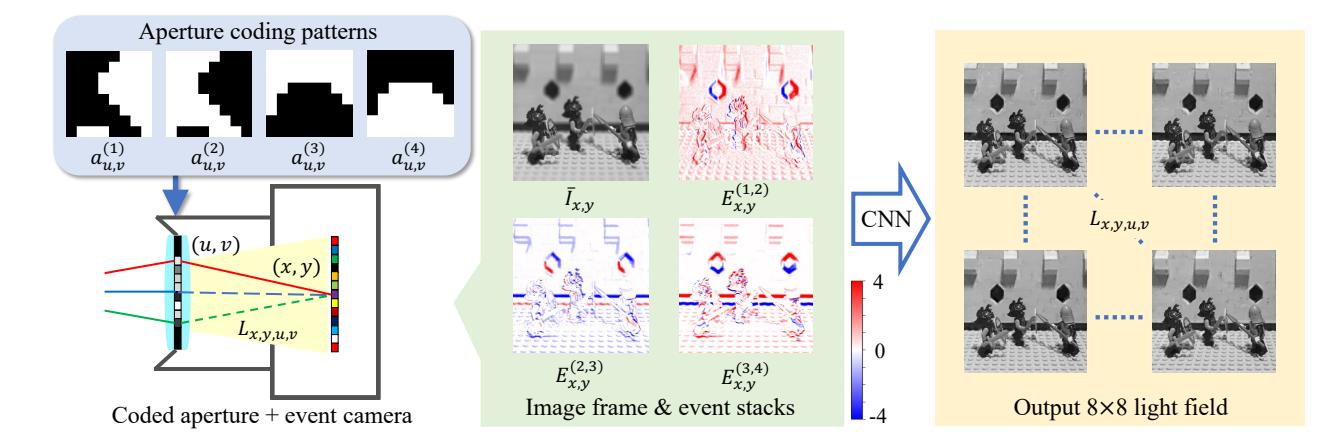 Aperture coding patterns
a_{u,v}^{(1)} a_{u,v}^{(2)} a_{u,v}^{(3)} a_{u,v}^{(4)}
(u, v)
(x, y)
L_{x,y,u,v}
Coded aperture + event camera
Ī_{x,y} E_{x,y}^{(1,2)}
E_{x,y}^{(2,3)} E_{x,y}^{(3,4)}
Image frame & event stacks
CNN
4
0
-4
L_{x,y,u,v}
Output 8×8 light field